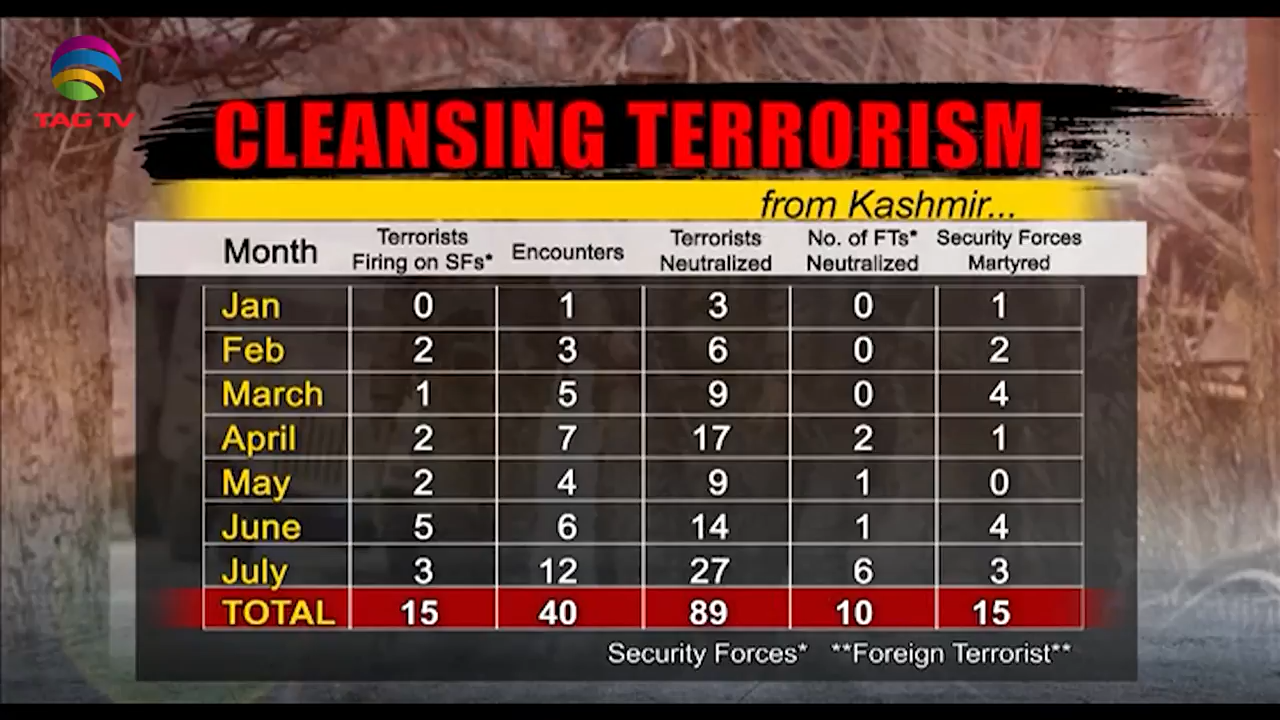 TAG TV
CLEANSING TERRORISM
from Kashmir...
Month Terrorists Firing on SFs* Encounters Terrorists Neutralized No. of FTs* Neutralized Security Forces Martyred
Jan 0 1 3 0 1
Feb 2 3 6 0 2
March 1 5 9 0 4
April 2 7 17 2 1
May 2 4 9 1 0
June 5 6 14 1 4
July 3 12 27 6 3
TOTAL 15 40 89 10 15
Security Forces* **Foreign Terrorist**